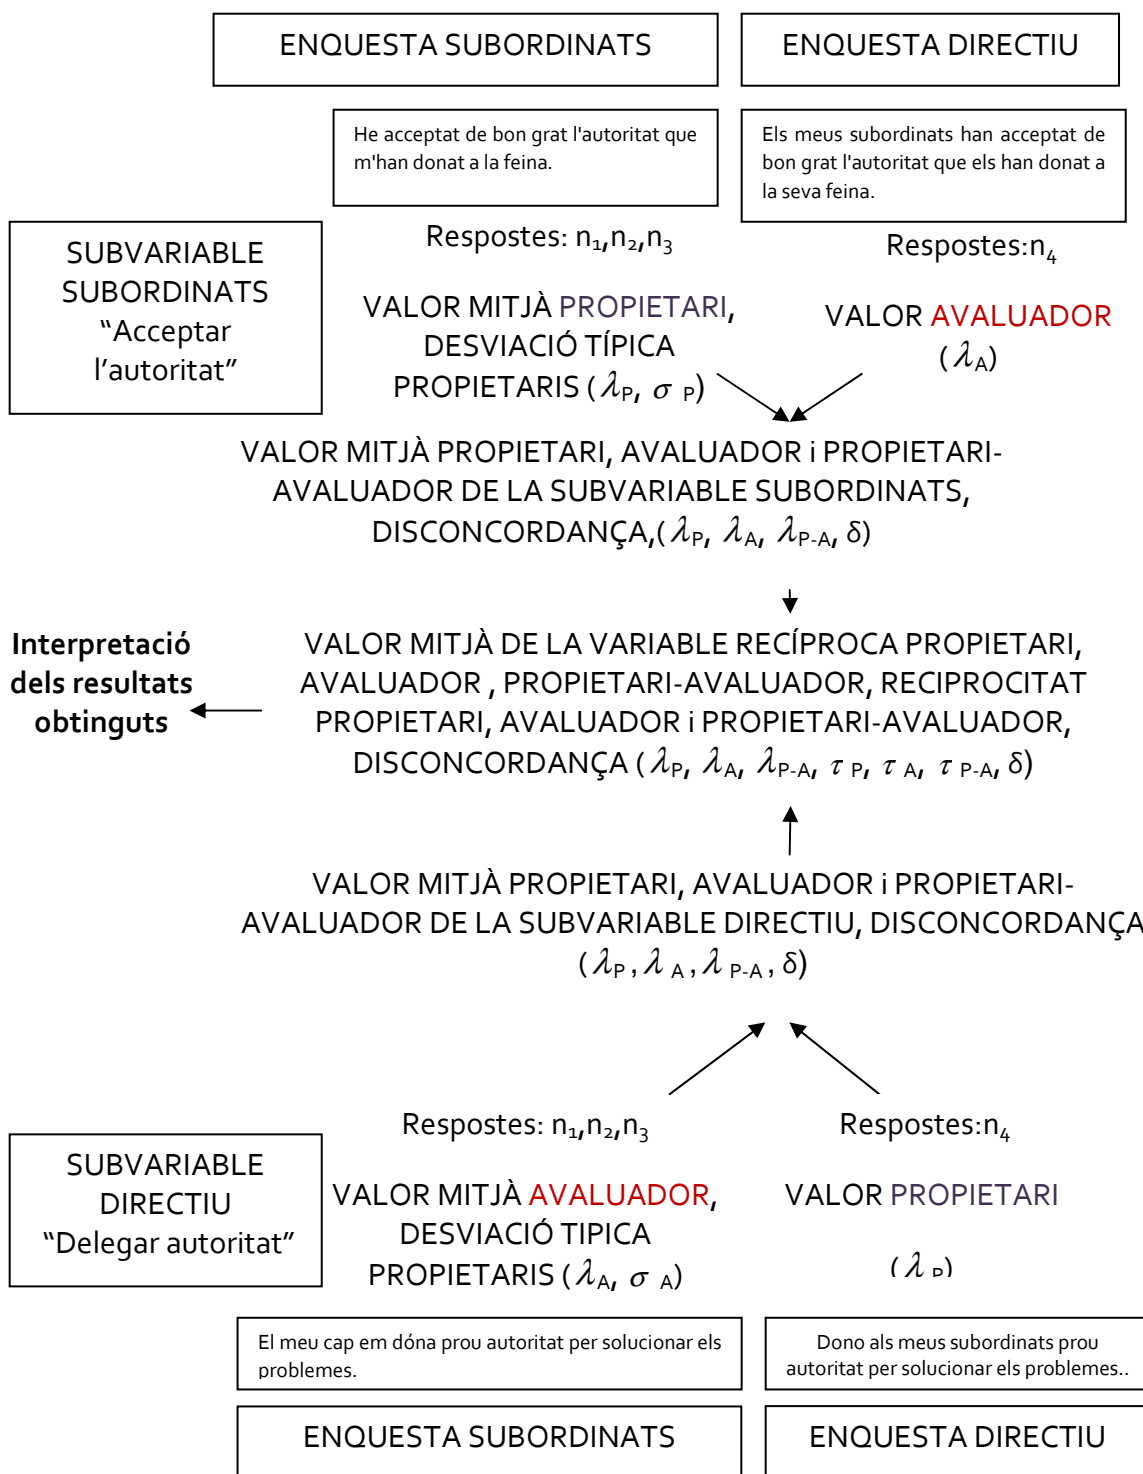 ENQUESTA SUBORDINATS
ENQUESTA DIRECTIU
He acceptat de bon grat l'autoritat que
m'han donat a la feina.
Els meus subordinats han acceptat de
bon grat l'autoritat que els han donat a
la seva feina.
SUBVARIABLE
SUBORDINATS
“Acceptar
l’autoritat”
Respostes: n₁,n₂,n₃
VALOR MITJÀ PROPIETARI,
DESVIACIÓ TÍPICA
PROPIETARIS (λP, σ P)
Respostes:n₄
VALOR AVALUADOR
(λA)
VALOR MITJÀ PROPIETARI, AVALUADOR i PROPIETARI-
AVALUADOR DE LA SUBVARIABLE SUBORDINATS,
DISCONCORDANÇA,(λP, λA, λP-A, δ)
Interpretació
dels resultats
obtinguts
VALOR MITJÀ DE LA VARIABLE RECÍPROCA PROPIETARI,
AVALUADOR , PROPIETARI-AVALUADOR, RECIPROCITAT
PROPIETARI, AVALUADOR i PROPIETARI-AVALUADOR,
DISCONCORDANÇA (λP, λA, λP-A, τ P, τ A, τ P-A, δ)
VALOR MITJÀ PROPIETARI, AVALUADOR i PROPIETARI-
AVALUADOR DE LA SUBVARIABLE DIRECTIU, DISCONCORDANÇA
(λP , λ A , λ P-A , δ)
SUBVARIABLE
DIRECTIU
“Delegar autoritat”
Respostes: n₁,n₂,n₃
VALOR MITJÀ AVALUADOR,
DESVIACIÓ TIPICA
PROPIETARIS (λA, σ A)
Respostes:n₄
VALOR PROPIETARI
(λ P)
El meu cap em dóna prou autoritat per solucionar els
problemes.
Dono als meus subordinats prou
autoritat per solucionar els problemes..
ENQUESTA SUBORDINATS
ENQUESTA DIRECTIU